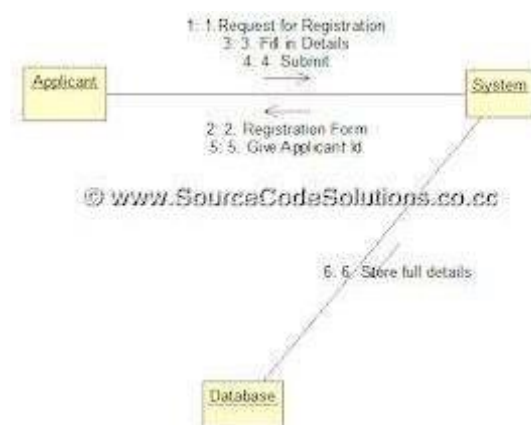 1: 1.Request for Registration
3: 3. Fill in Details
4: 4. Submit
Applicant
System
2: 2. Registration Form
5: 5. Give Applicant Id
© www.SourceCodeSolutions.co.cc
6: 6. Store full details
Database